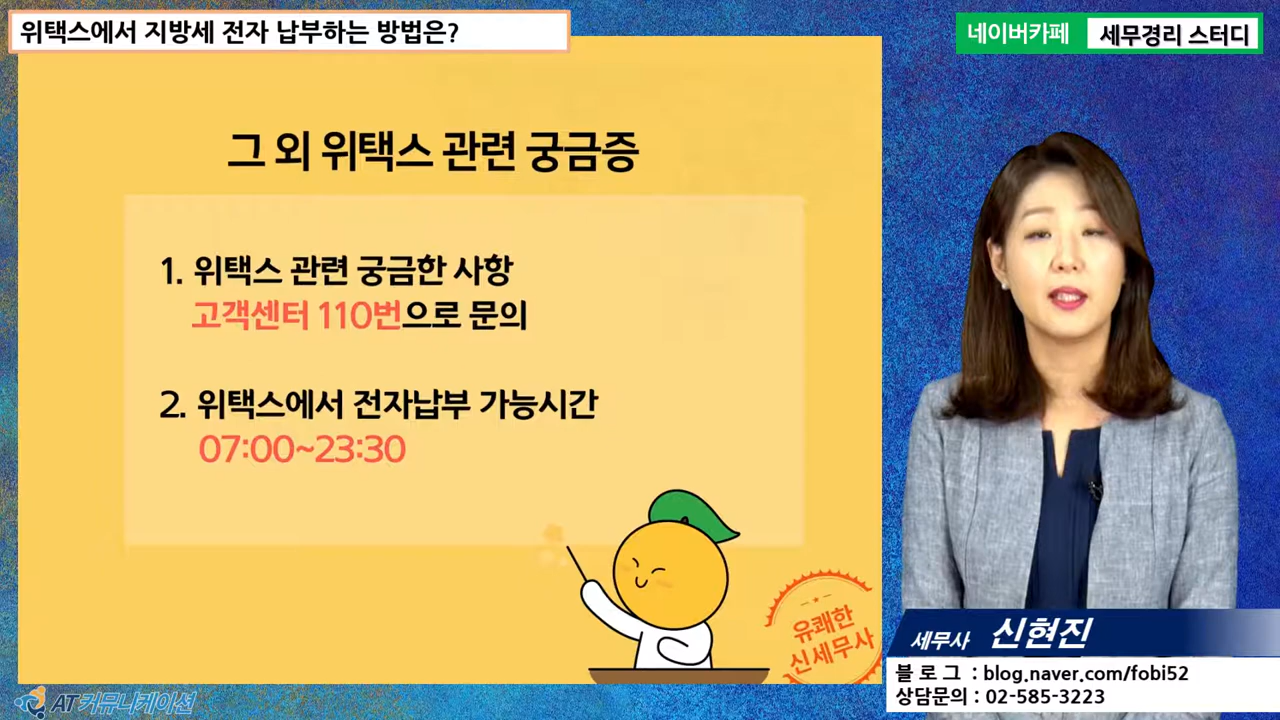 위택스에서 지방세 전자 납부하는 방법은?
네이버카페 세무경리 스터디
그 외 위택스 관련 궁금증
1. 위택스 관련 궁금한 사항
고객센터 110번으로 문의
2. 위택스에서 전자납부 가능시간
07:00~23:30
유쾌한
신세무사
세무사 신현진
블로그 : blog.naver.com/fobi52
상담문의 : 02-585-3223
AT커뮤니케이션